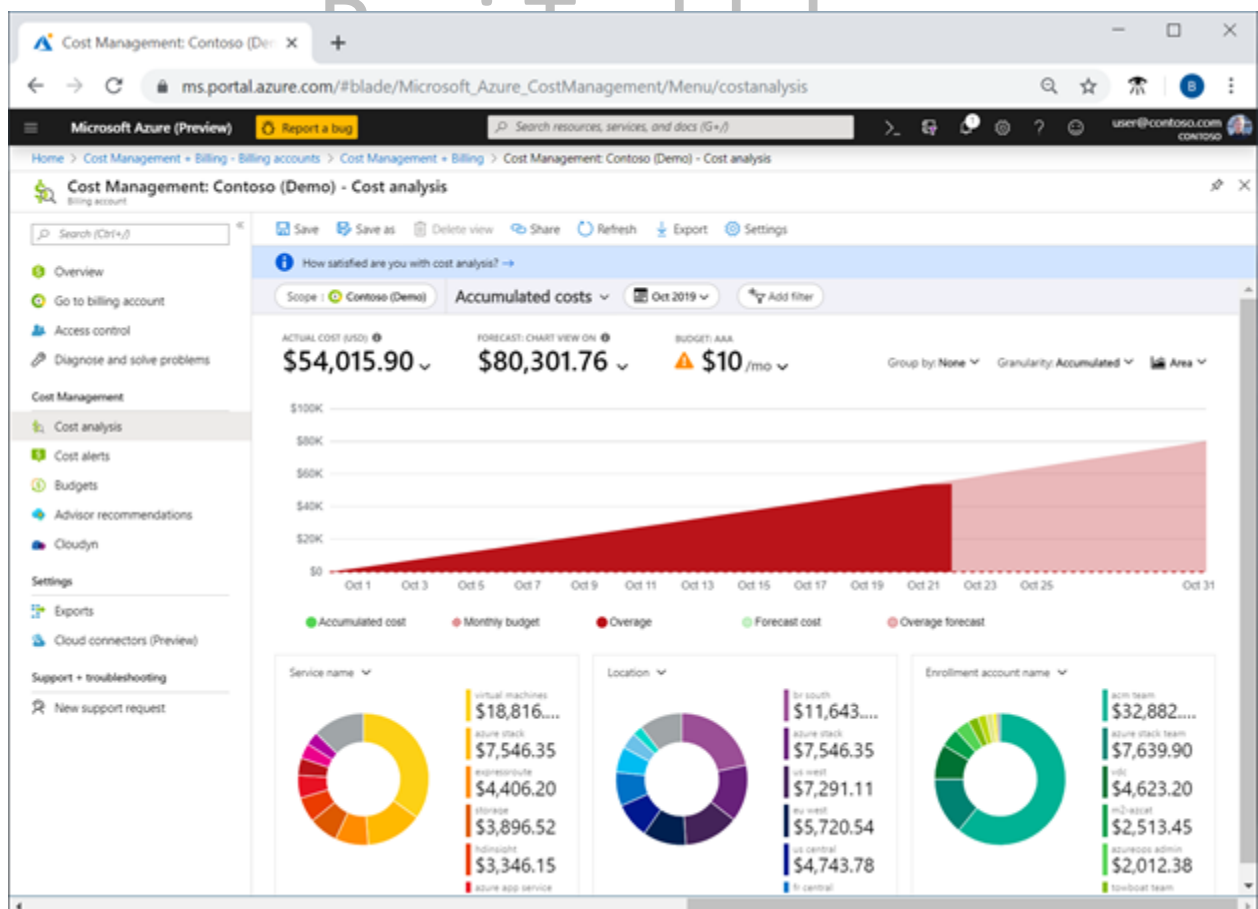 Cost Management: Contoso (Der
ms.portal.azure.com/#blade/Microsoft_Azure_CostManagement/Menu/costanalysis
B
Microsoft Azure (Preview)
Report a bug
Search resources, services, and docs (G+/)
user@contoso.com
CONTOSO
Home > Cost Management + Billing - Billing accounts > Cost Management + Billing > Cost Management: Contoso (Demo) - Cost analysis
Cost Management: Contoso (Demo) - Cost analysis
Billing account
Search (Ctrl+/)
Overview
Go to billing account
Access control
Diagnose and solve problems
Cost Management
Cost analysis
Cost alerts
Budgets
Advisor recommendations
Cloudyn
Settings
Exports
Cloud connectors (Preview)
Support + troubleshooting
New support request
Save Save as Delete view Share Refresh Export Settings
How satisfied are you with cost analysis? →
Scope : Contoso (Demo) Accumulated costs Oct 2019 Add filter
ACTUAL COST (USD) FORECAST: CHART VIEW ON BUDGET: AAA
$54,015.90 $80,301.76 $10 /mo
Group by: None Granularity: Accumulated Area
$100K
$80K
$60K
$40K
$20K
$0
Oct 1 Oct 3 Oct 5 Oct 7 Oct 9 Oct 11 Oct 13 Oct 15 Oct 17 Oct 19 Oct 21 Oct 23 Oct 25 Oct 31
Accumulated cost Monthly budget Overage Forecast cost Overage forecast
Service name
virtual machines
$18,816....
azure stack
$7,546.35
expressroute
$4,406.20
storage
$3,896.52
hdinsight
$3,346.15
azure app service
Location
br south
$11,643....
azure stack
$7,546.35
us west
$7,291.11
eu west
$5,720.54
us central
$4,743.78
fr central
Enrollment account name
acm team
$32,882....
azure stack team
$7,639.90
vdc
$4,623.20
m2-azcet
$2,513.45
azureops admin
$2,012.38
towboat team